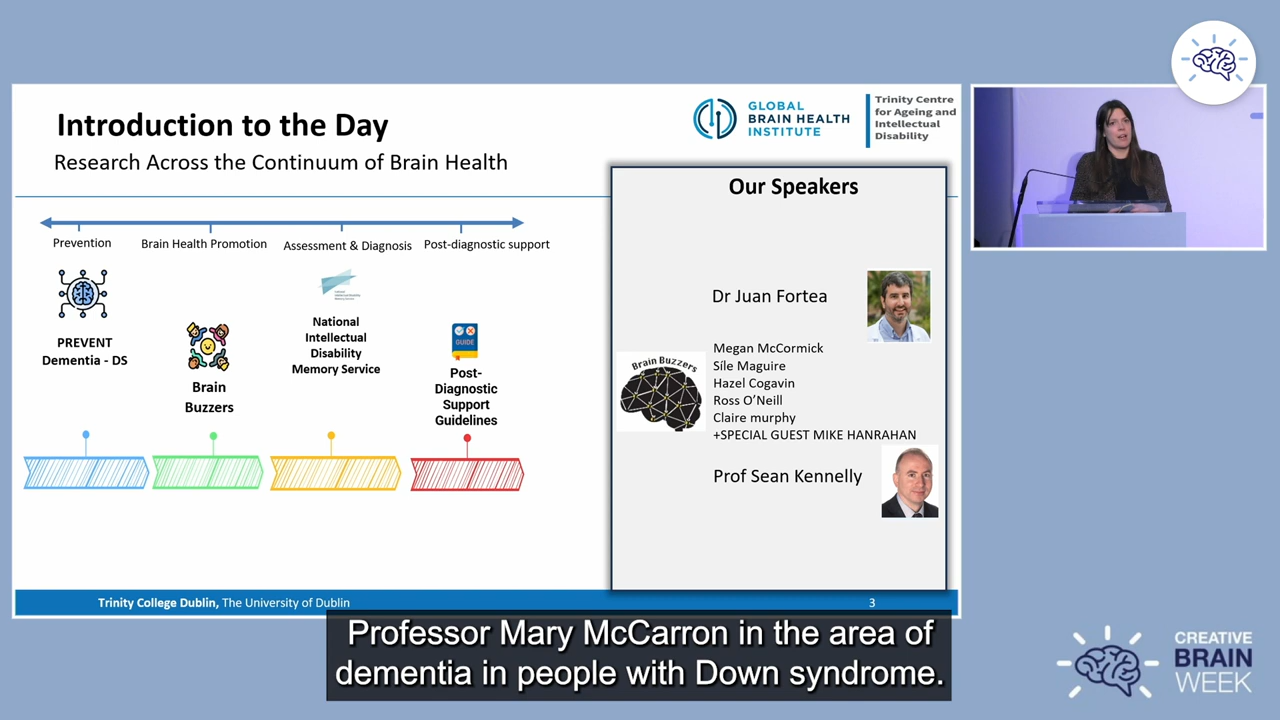 Introduction to the Day
Research Across the Continuum of Brain Health
GLOBAL
BRAIN HEALTH
INSTITUTE
Trinity Centre
for Ageing and
Intellectual
Disability
Prevention
Brain Health Promotion
Assessment & Diagnosis
Post-diagnostic support
PREVENT
Dementia - DS
Brain
Buzzers
National
Intellectual
Disability
Memory Service
GUIDE
Post-
Diagnostic
Support
Guidelines
Our Speakers
Dr Juan Fortea
Brain Buzzers
Megan McCormick
Síle Maguire
Hazel Cogavin
Ross O’Neill
Claire murphy
+SPECIAL GUEST MIKE HANRAHAN
Prof Sean Kennelly
Trinity College Dublin, The University of Dublin
3
Professor Mary McCarron in the area of
dementia in people with Down syndrome.
CREATIVE
BRAIN
WEEK